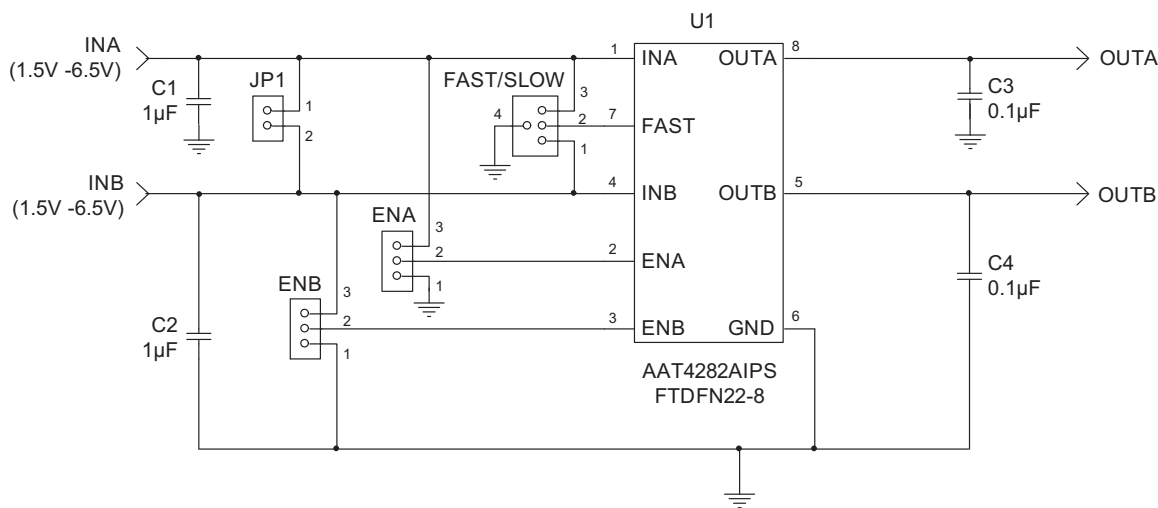 U1
INA
(1.5V -6.5V)
C1
1µF
JP1
1
2
FAST/SLOW
4
3
2
1
1
INA
OUTA
8
OUTA
C3
0.1µF
7
FAST
INB
(1.5V -6.5V)
4
INB
OUTB
5
OUTB
ENA
3
2
1
2
ENA
C4
0.1µF
ENB
3
2
1
3
ENB
GND
6
C2
1µF
AAT4282AIPS
FTDFN22-8